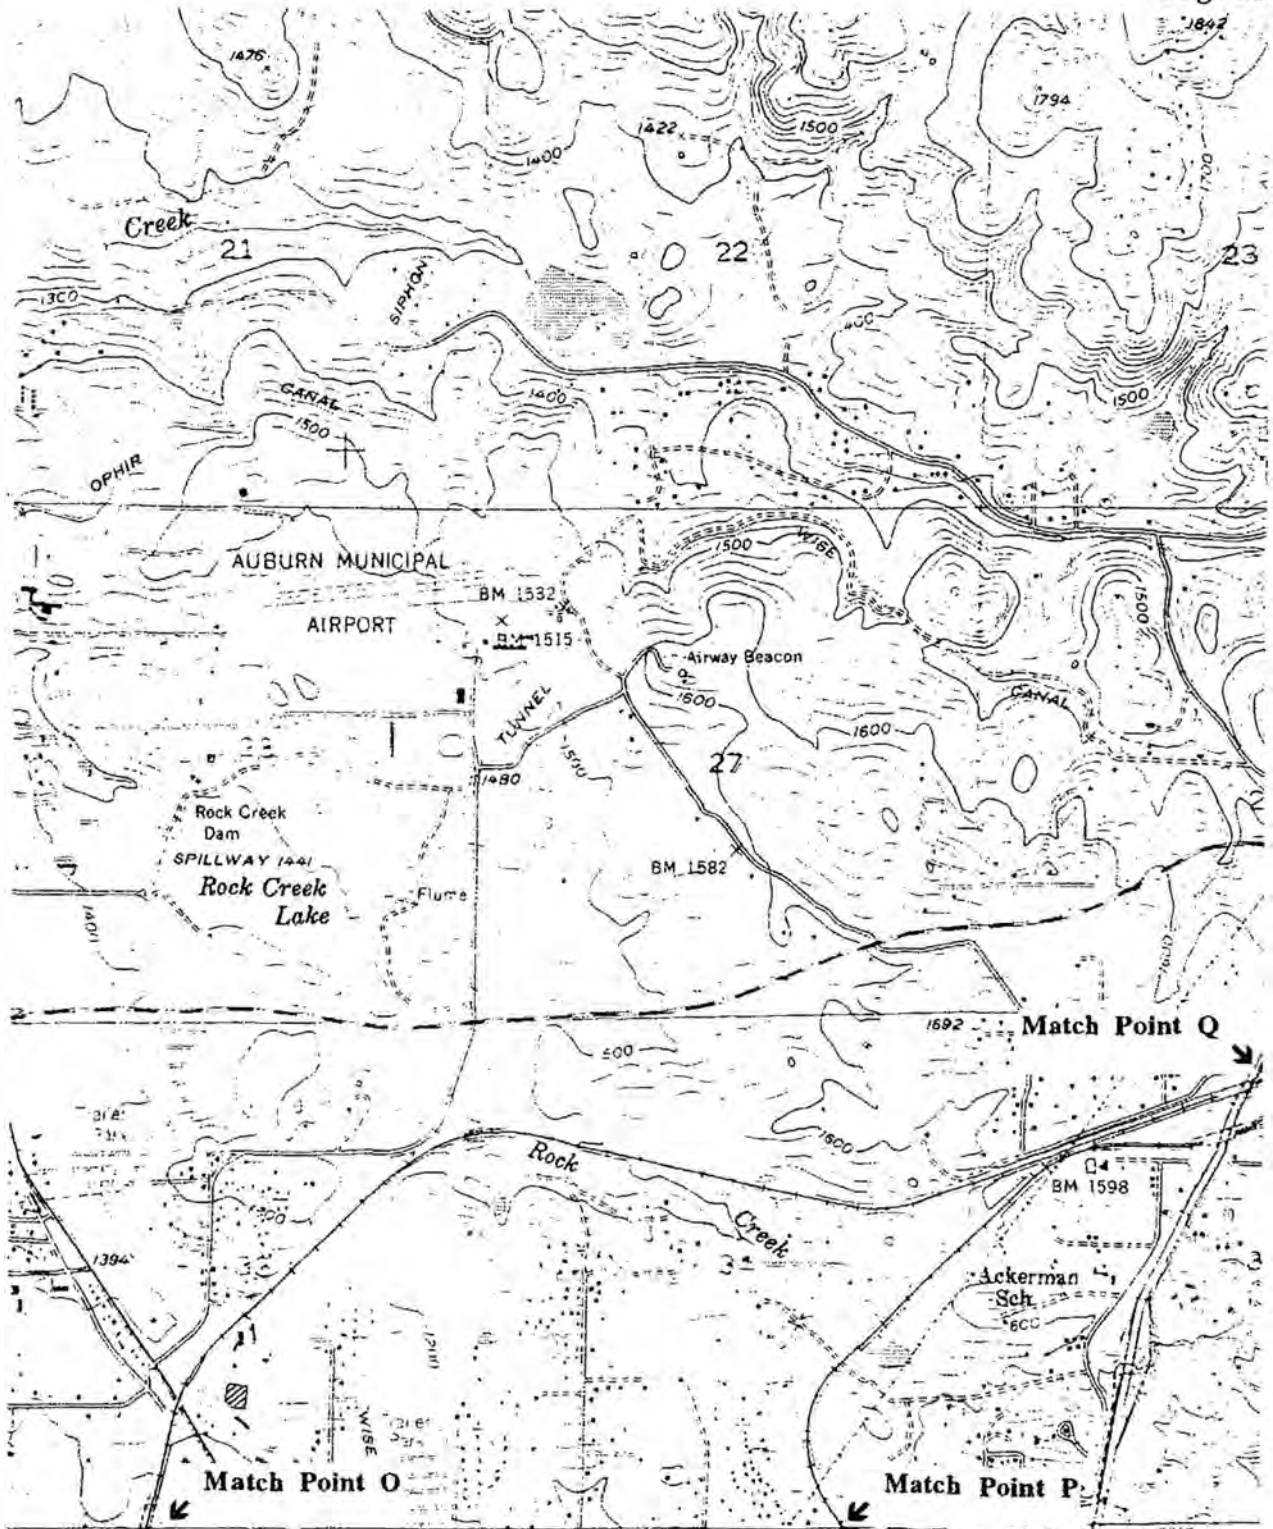 1842
1476
1794
1422
1500
1400
Creek
21
22
23
SIPHON
1300
1400
CANAL
1500
1500
OPHIR
WISE
1500
AUBURN MUNICIPAL
AIRPORT
BM 1532
BM 1515
1500
Airway Beacon
TUNNEL
1600
CANAL
1600
27
1500
1480
Rock Creek
Dam
SPILLWAY 1441
BM 1582
Rock Creek
Lake
Flume
1400
1692
Match Point Q
Rock
1600
BM 1598
Creek
1394
Ackerman
Sch
WISE
Match Point O
Match Point P